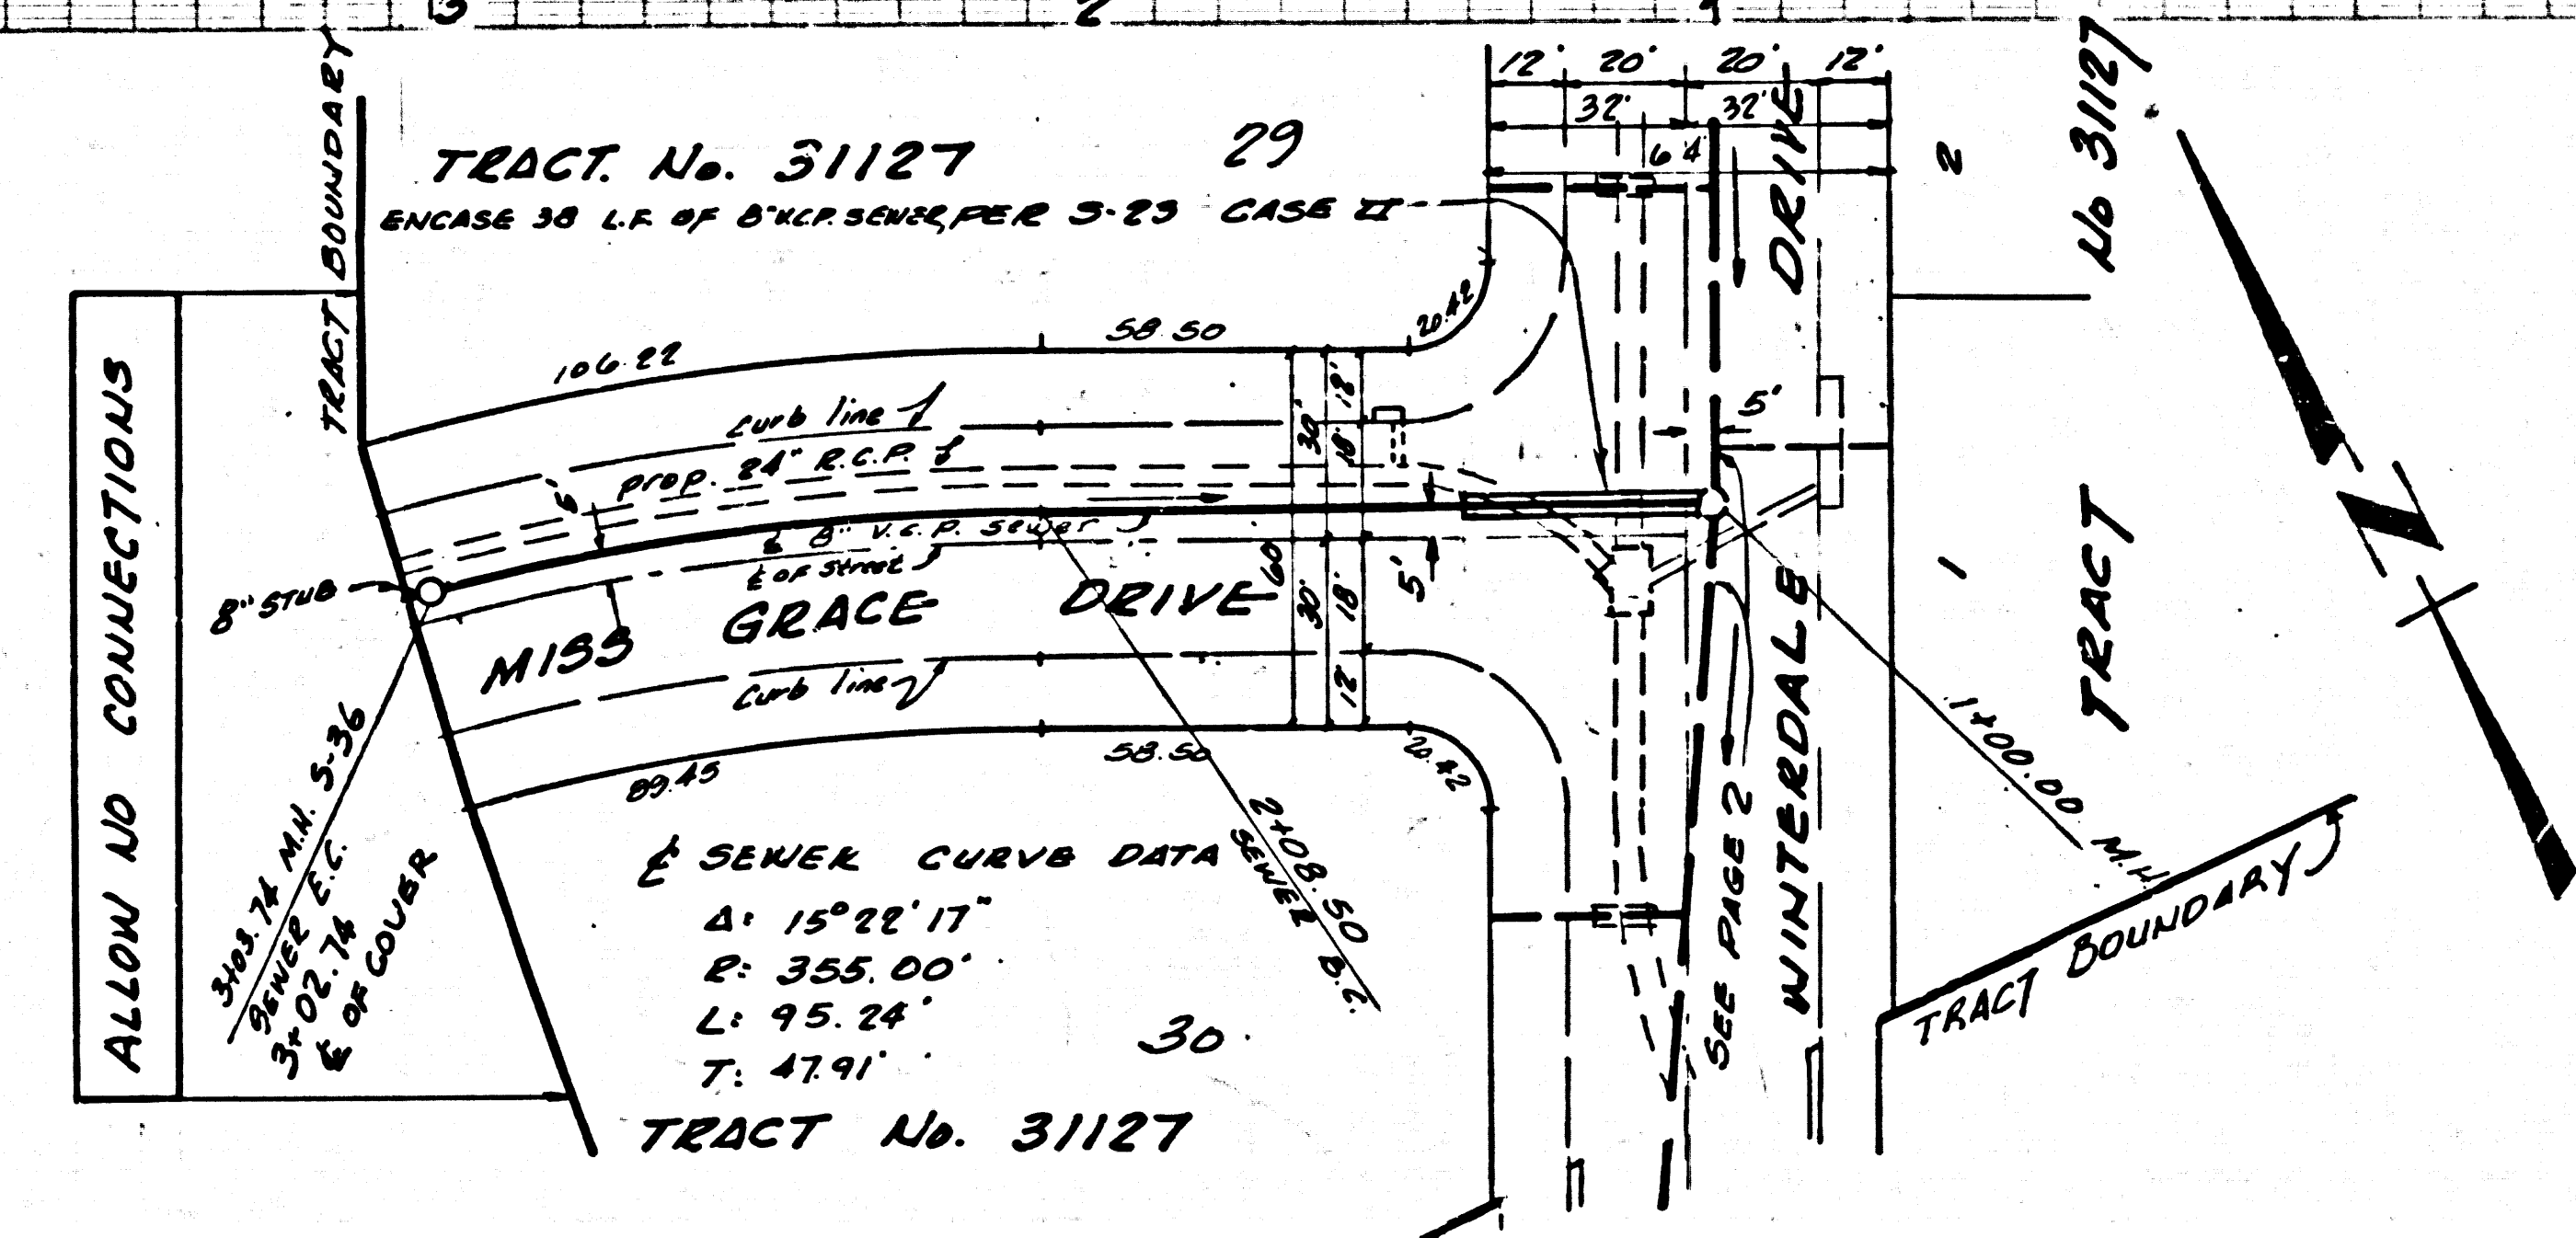 3
2
1
TRACT BOUNDARY
TRACT. No. 31127
29
ENCASE 38 L.F. OF 8" V.C.P. SEWER, PER S-23 CASE II
12'
20'
20'
12'
32'
32'
64'
DRIVE
2
No 31127
TRACT
1
ALLOW NO CONNECTIONS
106.22
58.50
20.42
curb line
prop. 24" R.C.P.
5'
8" V.C.P. sewer
℄ of street
8" STUB
MISS GRACE DRIVE
60
30'
30'
18'
18'
18'
12'
5'
5'
Curb line
89.45
58.50
20.42
3+03.74 M.H. S-36
SEWER E.C.
3+02.74
℄ OF COVER
2+08.50 B.C.
SEWER
1+00.00 M.H.
SEE PAGE 2
WINTERDALE
TRACT BOUNDARY
℄ SEWER CURVE DATA
Δ: 15°22'17"
R: 355.00'
L: 95.24'
T: 47.91'
30
TRACT No. 31127
N